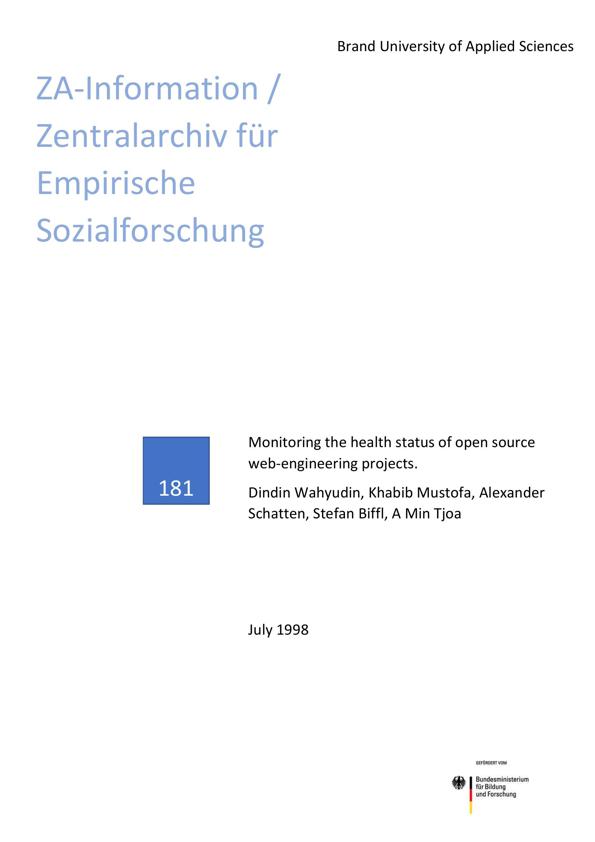 Brand University of Applied Sciences
ZA-Information /
Zentralarchiv für
Empirische
Sozialforschung
181
Monitoring the health status of open source
web-engineering projects.
Dindin Wahyudin, Khabib Mustofa, Alexander
Schatten, Stefan Biffl, A Min Tjoa
July 1998
GEFÖRDERT VOM
Bundesministerium
für Bildung
und Forschung